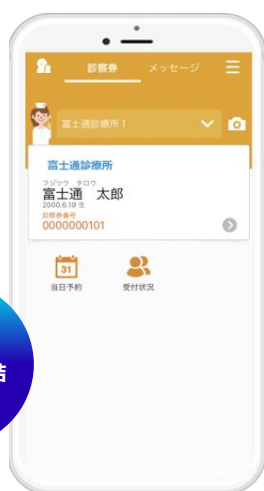 診察券 メッセージ
富士通診療所1
富士通診療所
フジツウ タロウ
富士通 太郎
2000.6.19 生
診察券番号
0000000101
31
当日予約 受付状況
結